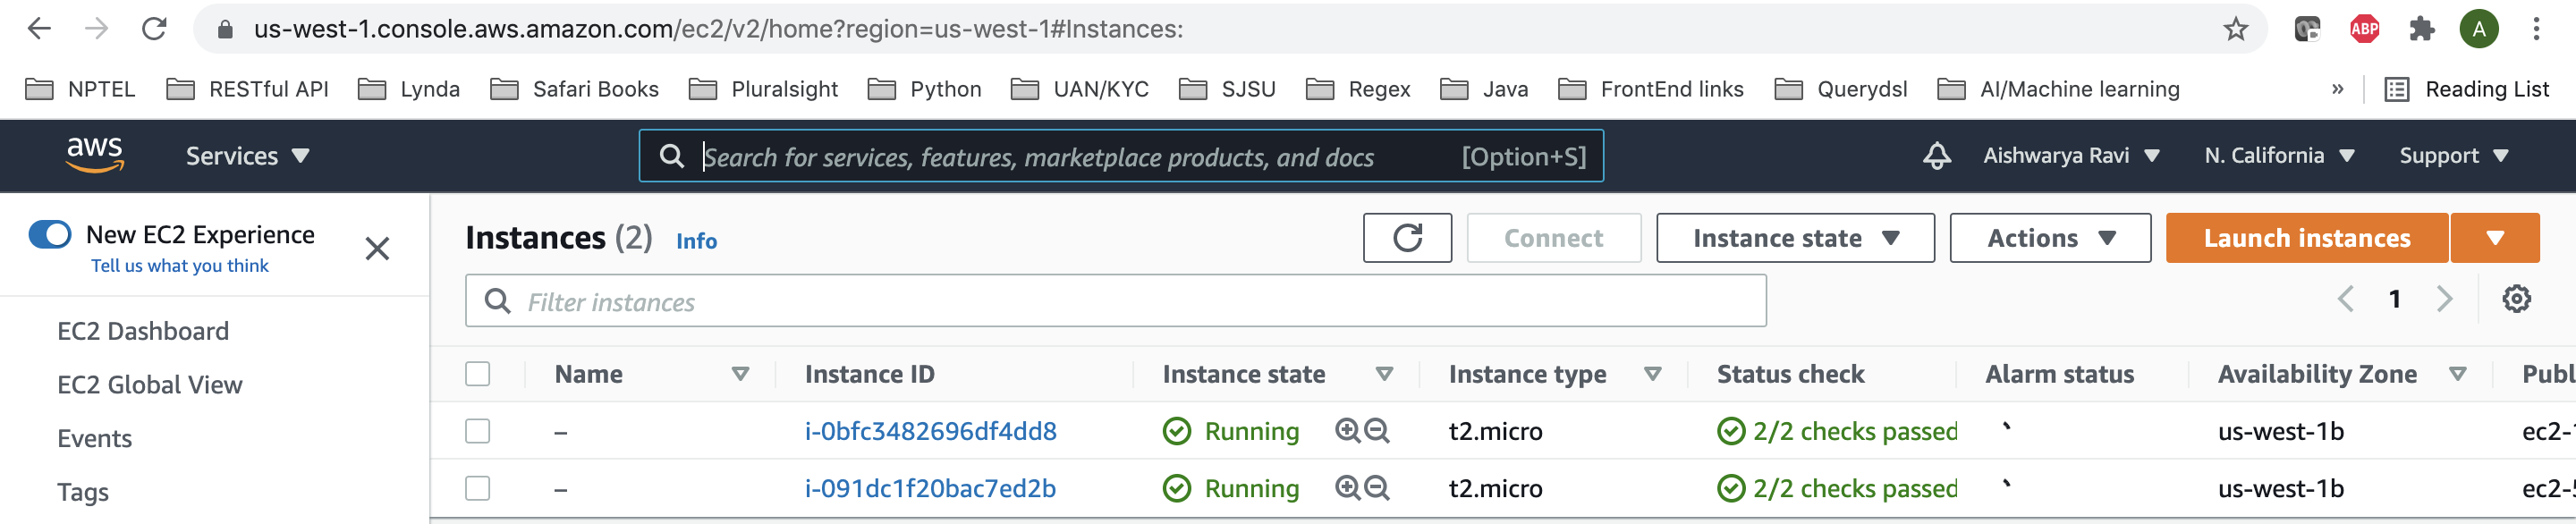 us-west-1.console.aws.amazon.com/ec2/v2/home?region=us-west-1#Instances:
ABP
A
NPTEL RESTful API Lynda Safari Books Pluralsight Python UAN/KYC SJSU Regex Java FrontEnd links Querydsl AI/Machine learning » Reading List
aws Services Search for services, features, marketplace products, and docs [Option+S] Aishwarya Ravi N. California Support
New EC2 Experience
Tell us what you think
EC2 Dashboard
EC2 Global View
Events
Tags
Instances (2) Info Connect Instance state Actions Launch instances
Filter instances 1
Name Instance ID Instance state Instance type Status check Alarm status Availability Zone Publ
– i-0bfc3482696df4dd8 Running t2.micro 2/2 checks passed us-west-1b ec2-
– i-091dc1f20bac7ed2b Running t2.micro 2/2 checks passed us-west-1b ec2-